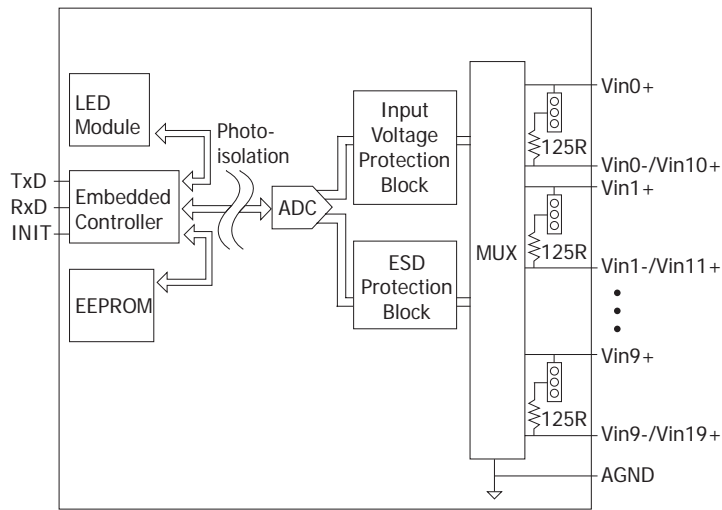 LED
Module
Photo-
isolation
TxD
RxD
INIT
Embedded
Controller
EEPROM
ADC
Input
Voltage
Protection
Block
ESD
Protection
Block
MUX
125R
125R
125R
Vin0+
Vin0-/Vin10+
Vin1+
Vin1-/Vin11+
Vin9+
Vin9-/Vin19+
AGND